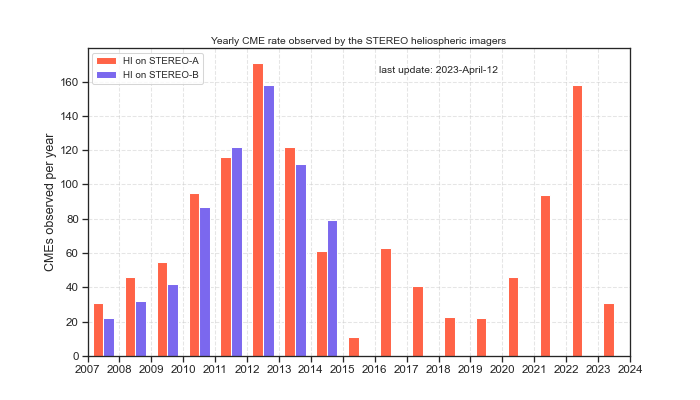 Yearly CME rate observed by the STEREO heliospheric imagers
HI on STEREO-A
HI on STEREO-B
last update: 2023-April-12
CMEs observed per year
160
140
120
100
80
60
40
20
0
2007 2008 2009 2010 2011 2012 2013 2014 2015 2016 2017 2018 2019 2020 2021 2022 2023 2024